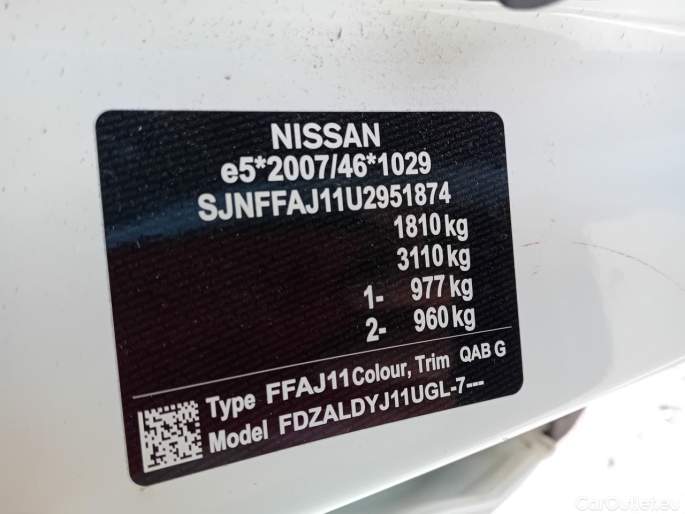 NISSAN
e5*2007/46*1029
SJNFFAJ11U2951874
1810 kg
3110 kg
1- 977 kg
2- 960 kg
Type FFAJ11 Colour, Trim QAB G
Model FDZALDYJ11UGL-7---
CarOutlet.eu